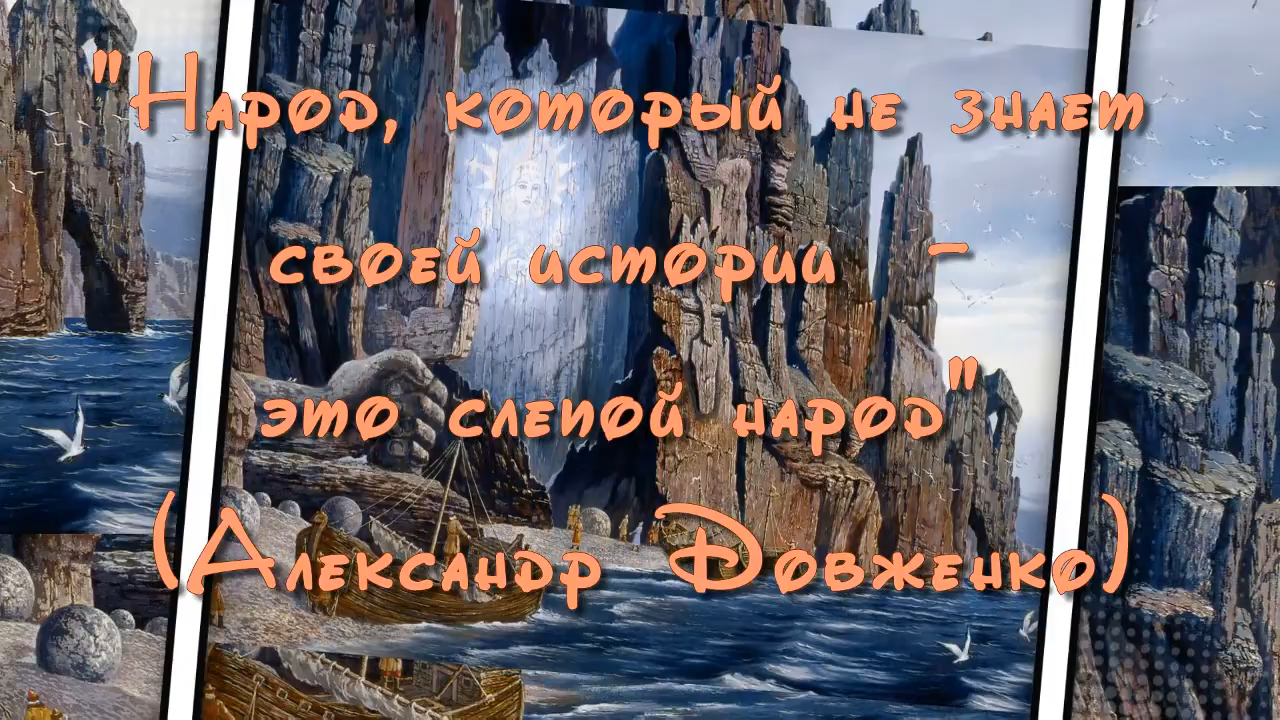 "Народ, который не знает
своей истории –
это слепой народ"
(Александр Довженко)